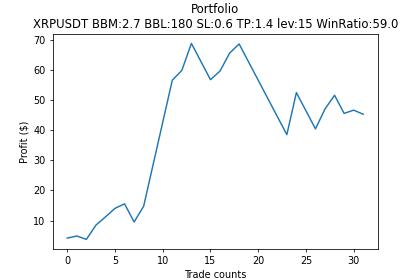 Portfolio
XRPUSDT BBM:2.7 BBL:180 SL:0.6 TP:1.4 lev:15 WinRatio:59.0
70
60
50
40
30
20
10
Profit ($)
0 5 10 15 20 25 30
Trade counts